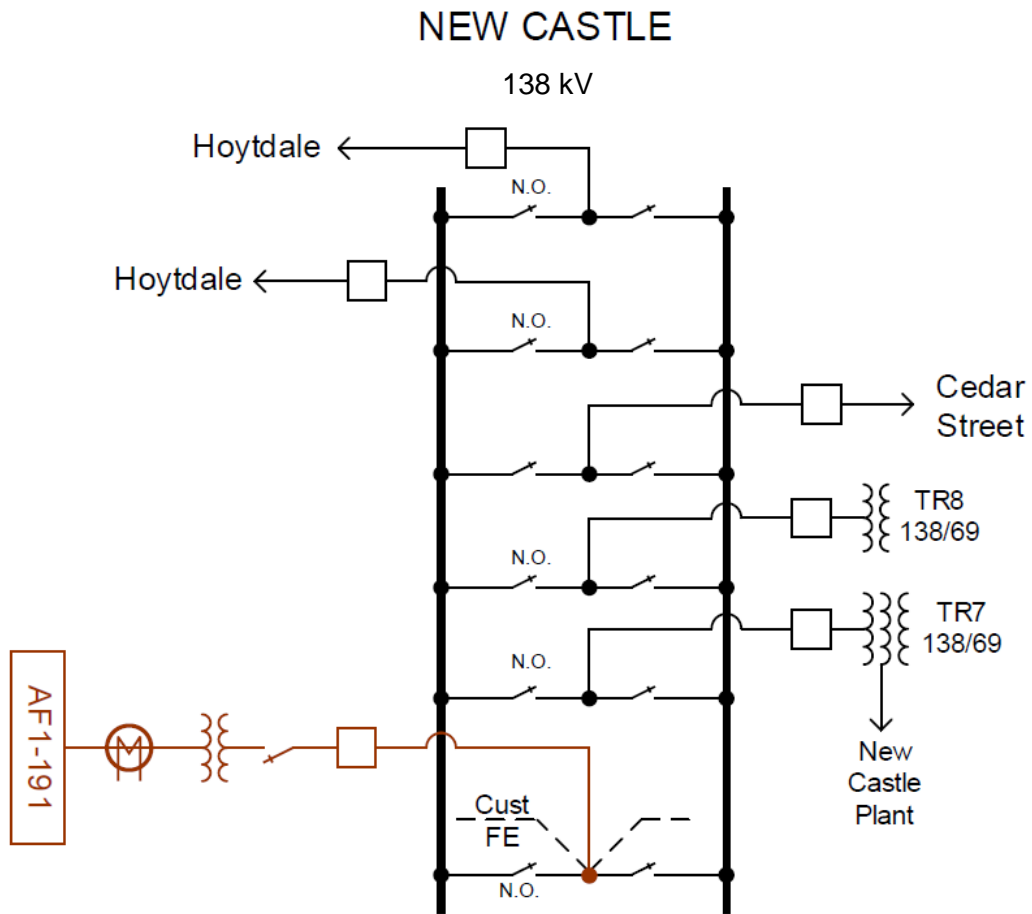 NEW CASTLE
138 kV
Hoytdale
N.O.
Hoytdale
N.O.
Cedar
Street
TR8
138/69
N.O.
TR7
138/69
N.O.
AF1-191
M
New
Castle
Plant
Cust
FE
N.O.